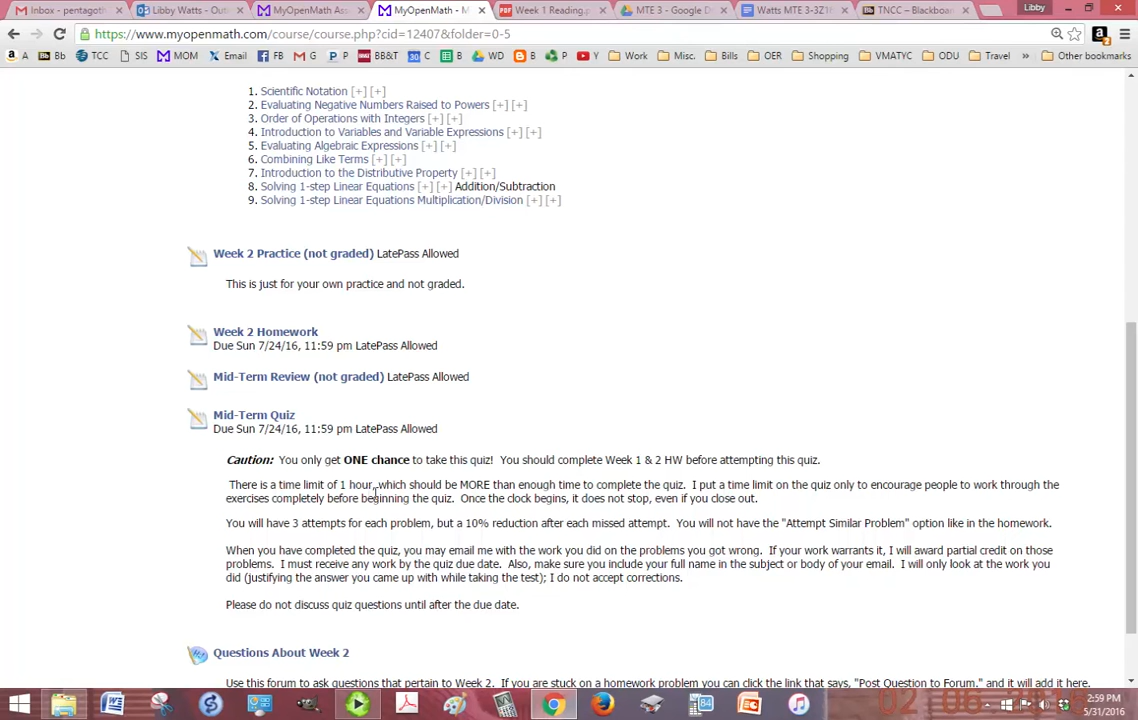 Inbox - pentagoth
Libby Watts - Out
MyOpenMath Ass
MyOpenMath - M
Week 1 Reading.p
MTE 3 - Google D
Watts MTE 3-3Z1
TNCC – Blackboar
Libby
https://www.myopenmath.com/course/course.php?cid=12407&folder=0-5
A Bb Bb TCC SIS MOM Email FB G P BB&T C B WD B P Y Work Misc. Bills OER Shopping VMATYC ODU Travel » Other bookmarks
1. Scientific Notation [+] [+]
2. Evaluating Negative Numbers Raised to Powers [+] [+]
3. Order of Operations with Integers [+] [+]
4. Introduction to Variables and Variable Expressions [+] [+]
5. Evaluating Algebraic Expressions [+] [+]
6. Combining Like Terms [+] [+]
7. Introduction to the Distributive Property [+] [+]
8. Solving 1-step Linear Equations [+] [+] Addition/Subtraction
9. Solving 1-step Linear Equations Multiplication/Division [+] [+]
Week 2 Practice (not graded) LatePass Allowed
This is just for your own practice and not graded.
Week 2 Homework
Due Sun 7/24/16, 11:59 pm LatePass Allowed
Mid-Term Review (not graded) LatePass Allowed
Mid-Term Quiz
Due Sun 7/24/16, 11:59 pm LatePass Allowed
Caution: You only get ONE chance to take this quiz! You should complete Week 1 & 2 HW before attempting this quiz.
There is a time limit of 1 hour, which should be MORE than enough time to complete the quiz. I put a time limit on the quiz only to encourage people to work through the
exercises completely before beginning the quiz. Once the clock begins, it does not stop, even if you close out.
You will have 3 attempts for each problem, but a 10% reduction after each missed attempt. You will not have the "Attempt Similar Problem" option like in the homework.
When you have completed the quiz, you may email me with the work you did on the problems you got wrong. If your work warrants it, I will award partial credit on those
problems. I must receive any work by the quiz due date. Also, make sure you include your full name in the subject or body of your email. I will only look at the work you
did (justifying the answer you came up with while taking the test); I do not accept corrections.
Please do not discuss quiz questions until after the due date.
Questions About Week 2
Use this forum to ask questions that pertain to Week 2. If you are stuck on a homework problem you can click the link that says, "Post Question to Forum," and it will add it here.
2:59 PM
5/31/2016